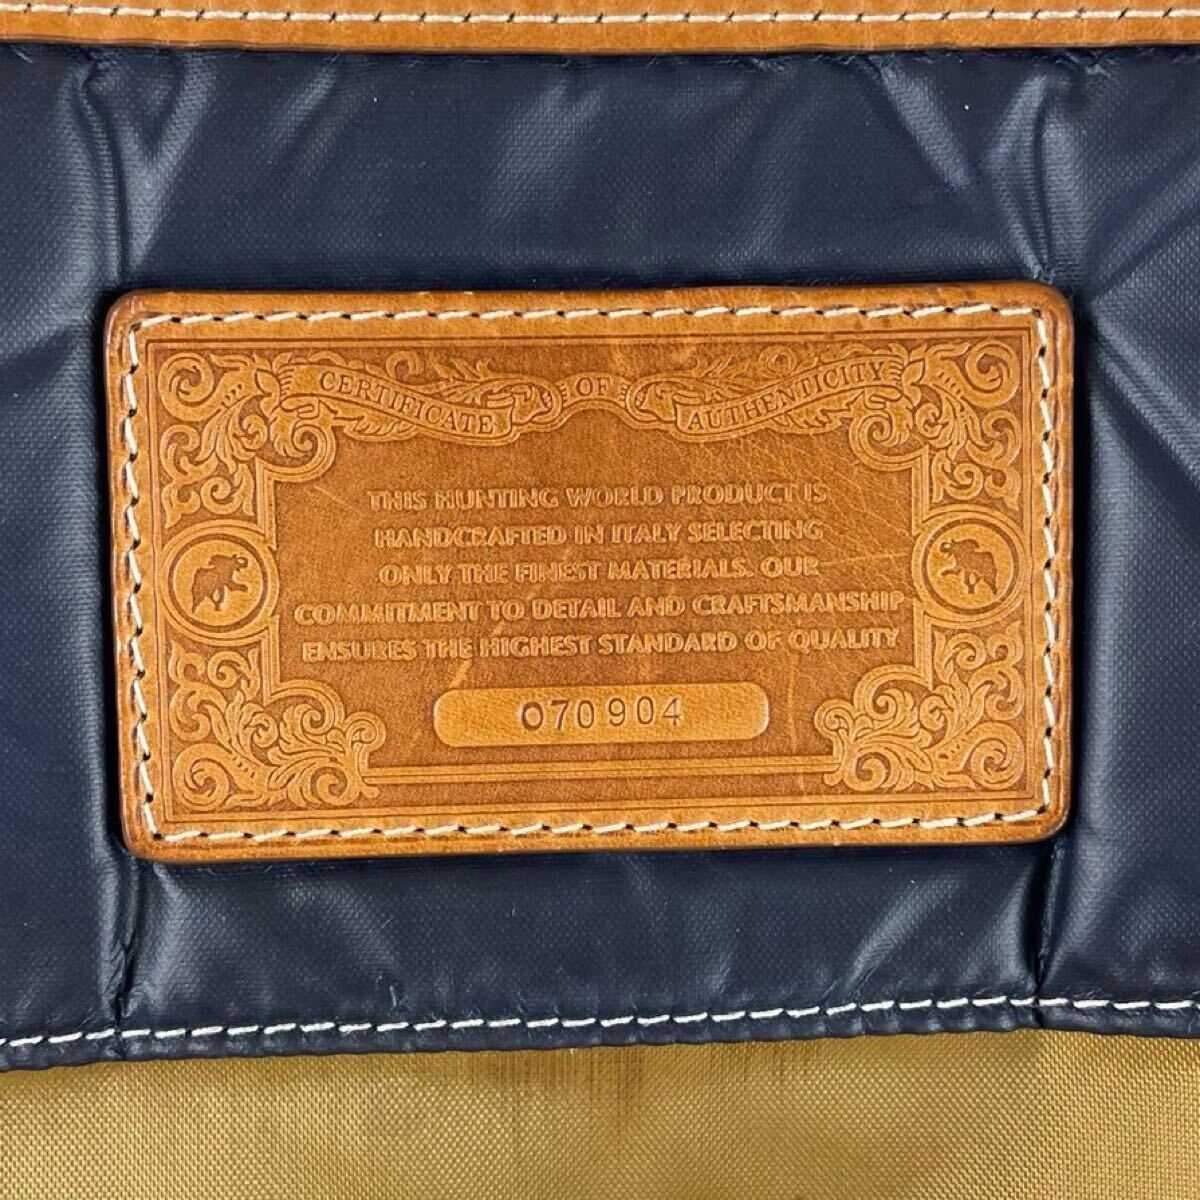 CERTIFICATE OF AUTHENTICITY
THIS HUNTING WORLD PRODUCT IS
HANDCRAFTED IN ITALY SELECTING
ONLY THE FINEST MATERIALS. OUR
COMMITMENT TO DETAIL AND CRAFTSMANSHIP
ENSURES THE HIGHEST STANDARD OF QUALITY
O70904